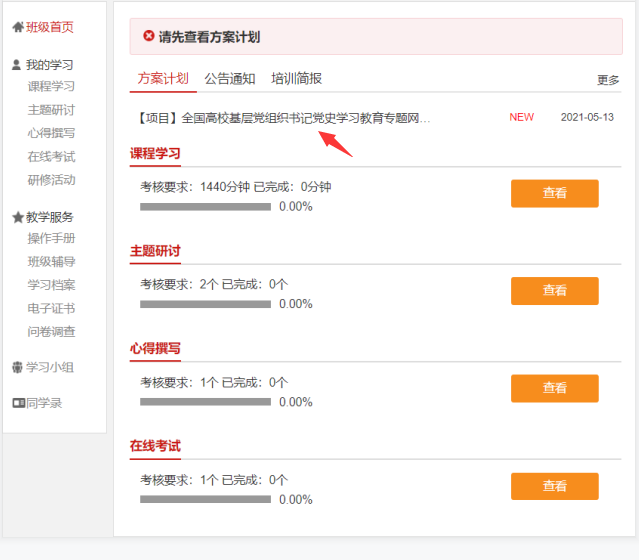 班级首页
我的学习
课程学习
主题研讨
心得撰写
在线考试
研修活动
教学服务
操作手册
班级辅导
学习档案
电子证书
问卷调查
学习小组
同学录
请先查看方案计划
方案计划 公告通知 培训简报 更多
【项目】全国高校基层党组织书记党史学习教育专题网... NEW 2021-05-13
课程学习
考核要求：1440分钟 已完成：0分钟
0.00%
查看
主题研讨
考核要求：2个 已完成：0个
0.00%
查看
心得撰写
考核要求：1个 已完成：0个
0.00%
查看
在线考试
考核要求：1个 已完成：0个
0.00%
查看